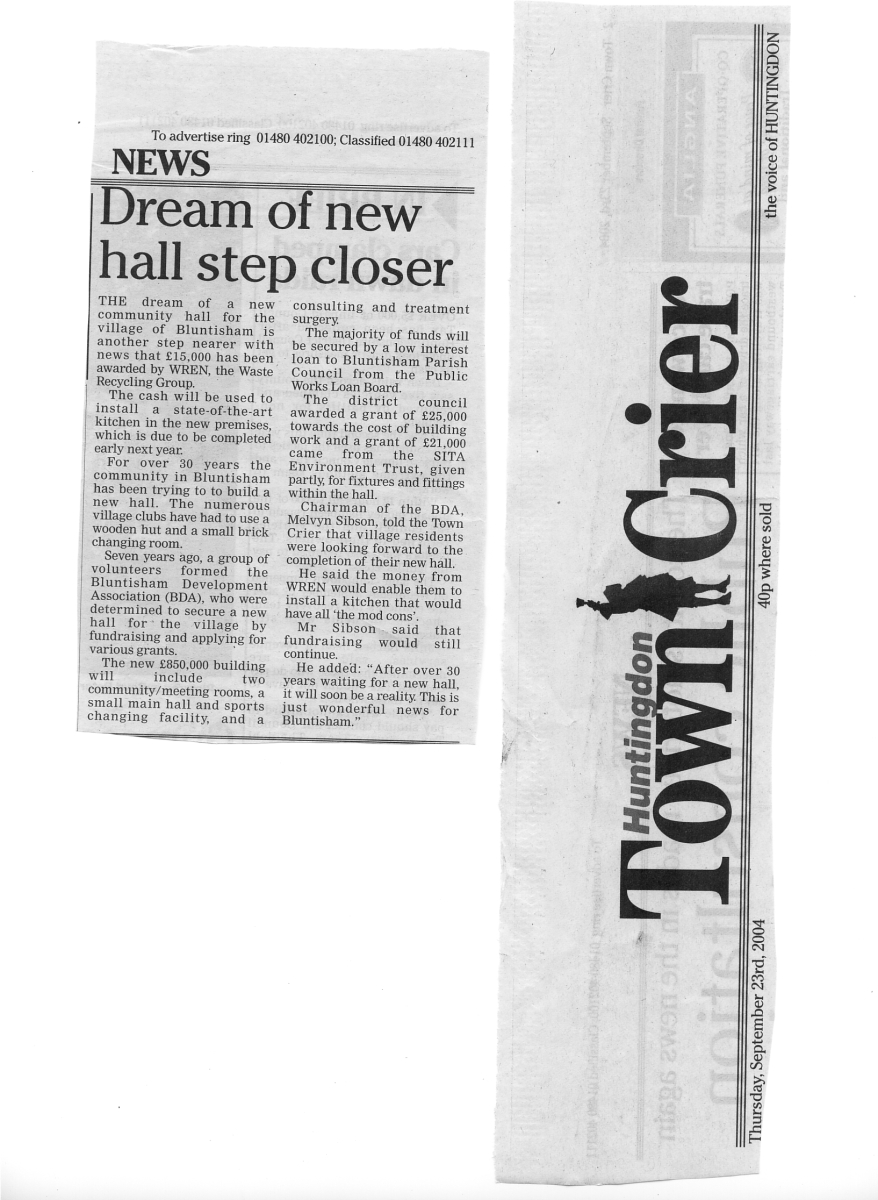 To advertise ring 01480 402100; Classified 01480 402111
NEWS
Dream of new
hall step closer
THE dream of a new
community hall for the
village of Bluntisham is
another step nearer with
news that £15,000 has been
awarded by WREN, the Waste
Recycling Group.
The cash will be used to
install a state-of-the-art
kitchen in the new premises,
which is due to be completed
early next year.
For over 30 years the
community in Bluntisham
has been trying to to build a
new hall. The numerous
village clubs have had to use a
wooden hut and a small brick
changing room.
Seven years ago, a group of
volunteers formed the
Bluntisham Development
Association (BDA), who were
determined to secure a new
hall for the village by
fundraising and applying for
various grants.
The new £850,000 building
will include two
community/meeting rooms, a
small main hall and sports
changing facility, and a
consulting and treatment
surgery.
The majority of funds will
be secured by a low interest
loan to Bluntisham Parish
Council from the Public
Works Loan Board.
The district council
awarded a grant of £25,000
towards the cost of building
work and a grant of £21,000
came from the SITA
Environment Trust, given
partly, for fixtures and fittings
within the hall.
Chairman of the BDA,
Melvyn Sibson, told the Town
Crier that village residents
were looking forward to the
completion of their new hall.
He said the money from
WREN would enable them to
install a kitchen that would
have all 'the mod cons'.
Mr Sibson said that
fundraising would still
continue.
He added: "After over 30
years waiting for a new hall,
it will soon be a reality. This is
just wonderful news for
Bluntisham."
Huntingdon
Town Crier
Thursday, September 23rd, 2004
40p where sold
the voice of HUNTINGDON